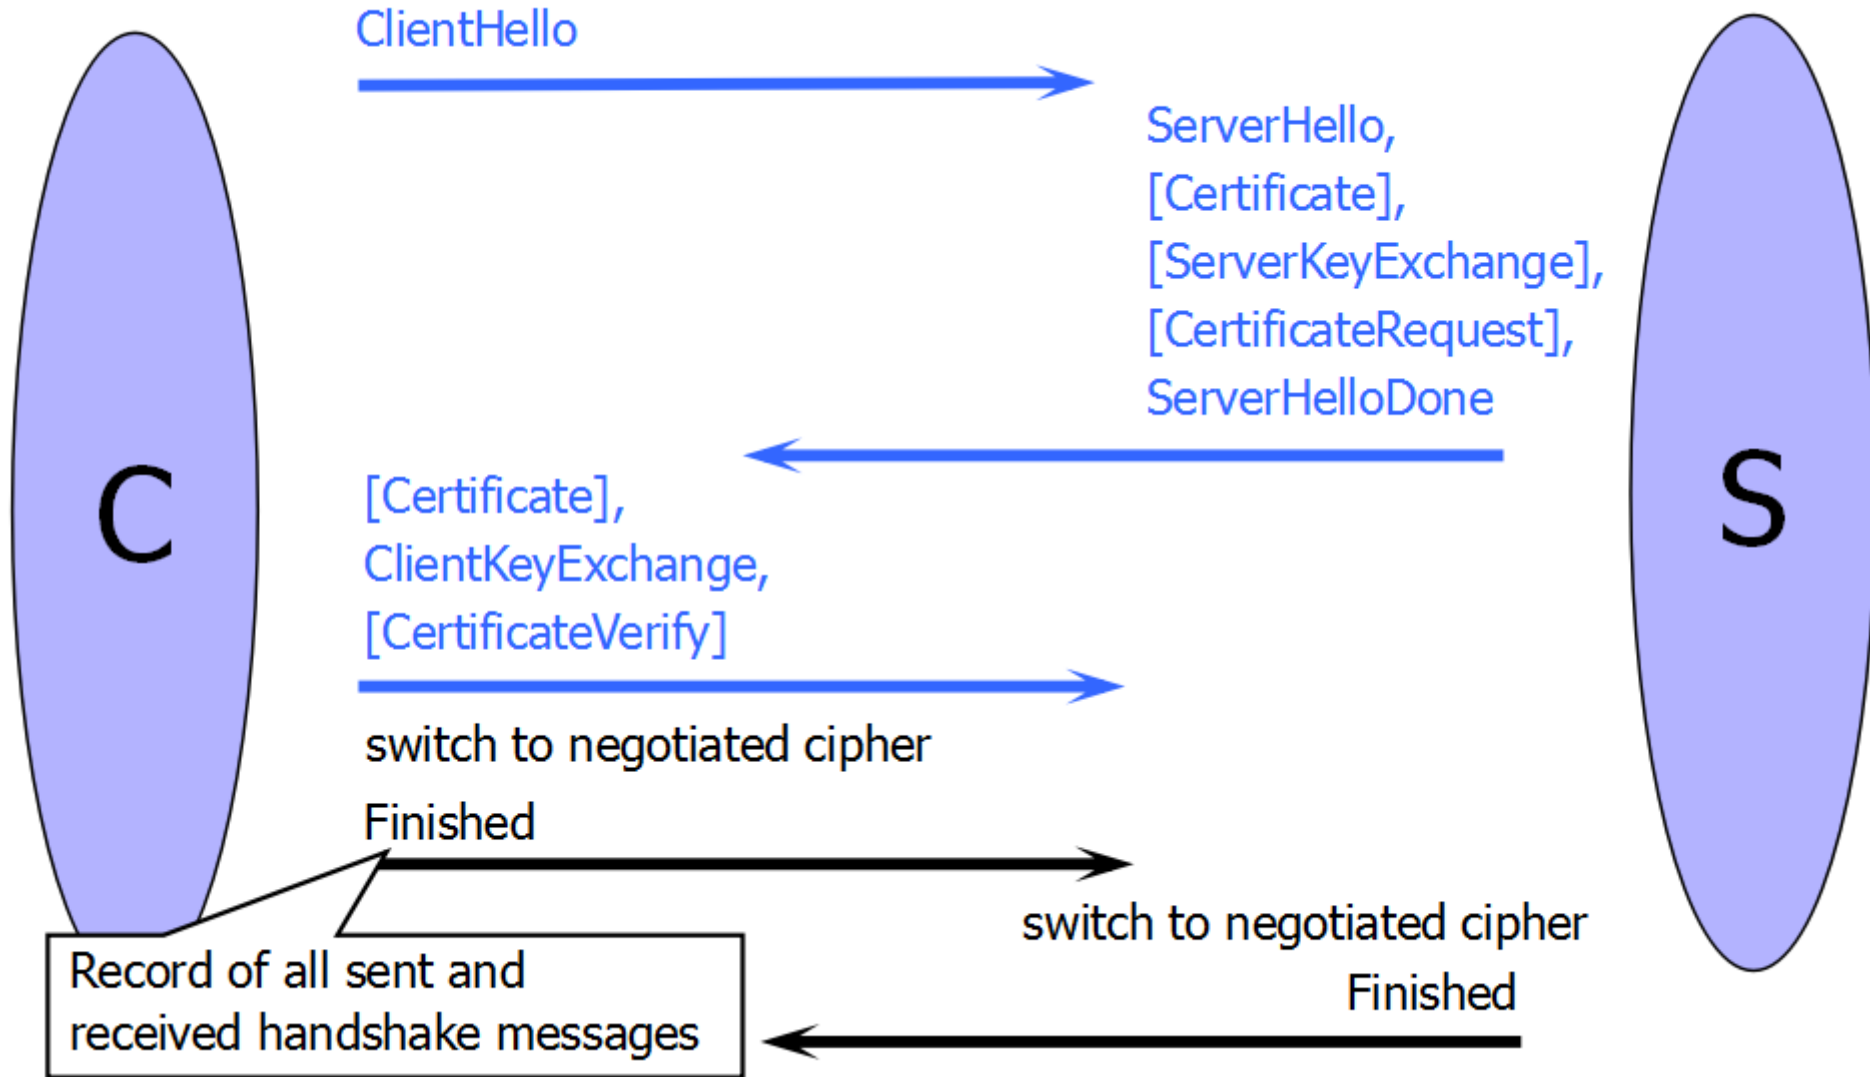 ClientHello
ServerHello,
[Certificate],
[ServerKeyExchange],
[CertificateRequest],
ServerHelloDone
C
S
[Certificate],
ClientKeyExchange,
[CertificateVerify]
switch to negotiated cipher
Finished
switch to negotiated cipher
Finished
Record of all sent and
received handshake messages